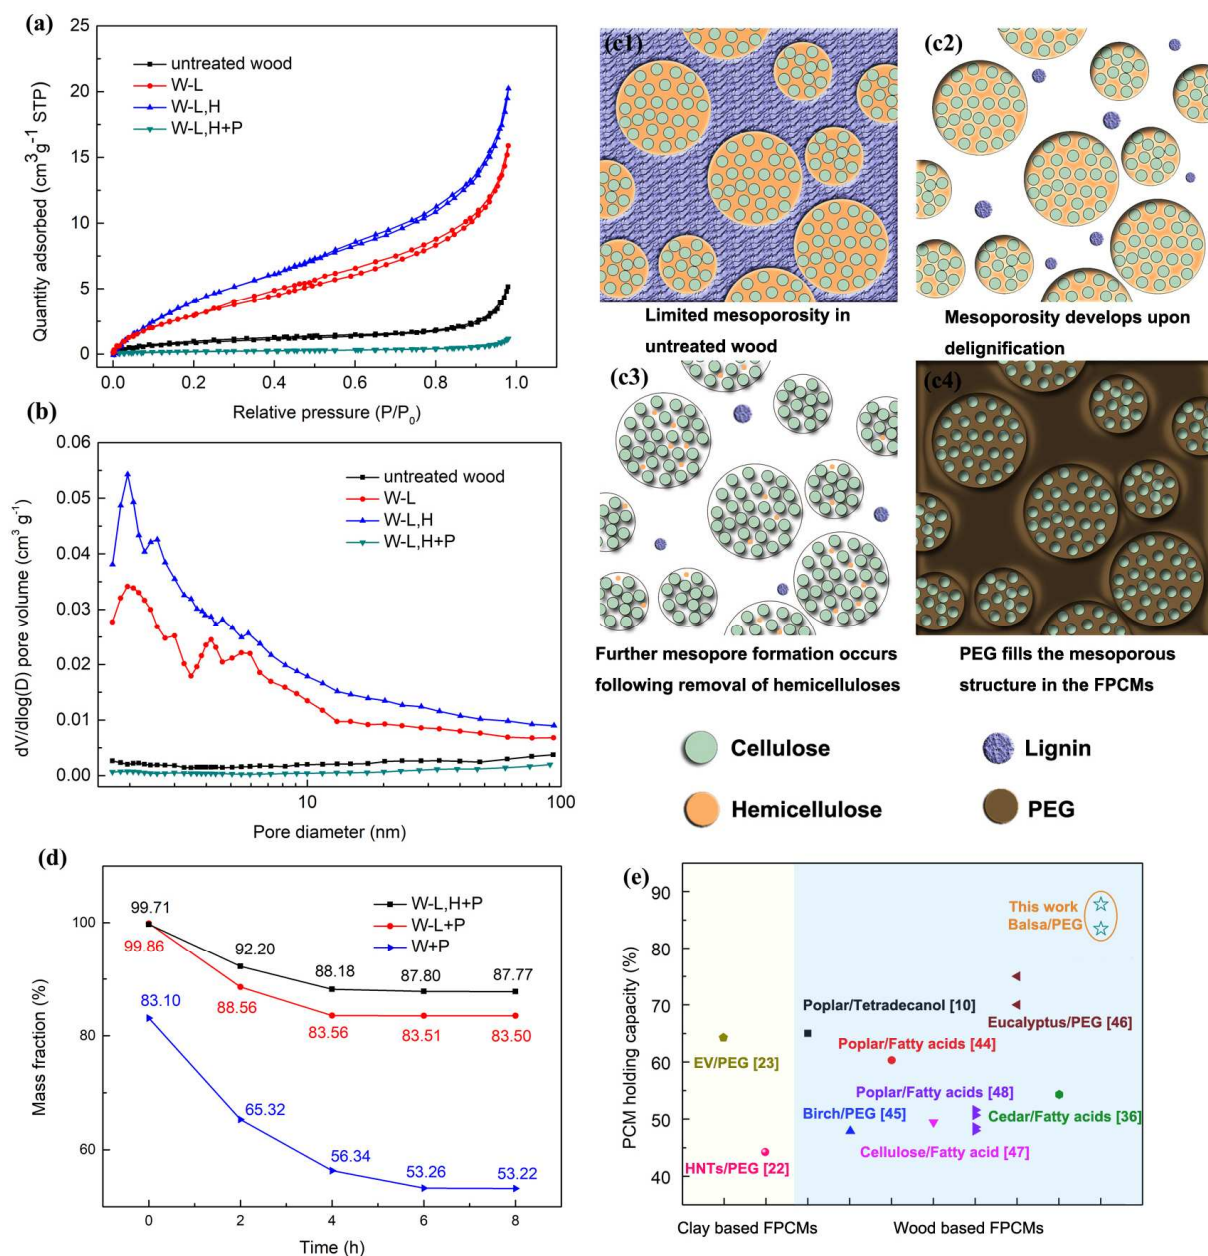 (a)
25
20
15
10
5
0
Quantity adsorbed (cm³g⁻¹ STP)
untreated wood
W-L
W-L,H
W-L,H+P
0.0 0.2 0.4 0.6 0.8 1.0
Relative pressure (P/P₀)
(b)
0.06
0.05
0.04
0.03
0.02
0.01
0.00
dV/dlog(D) pore volume (cm³ g⁻¹)
untreated wood
W-L
W-L,H
W-L,H+P
10 100
Pore diameter (nm)
(c1)
Limited mesoporosity in
untreated wood
(c2)
Mesoporosity develops upon
delignification
(c3)
Further mesopore formation occurs
following removal of hemicelluloses
(c4)
PEG fills the mesoporous
structure in the FPCMs
Cellulose
Lignin
Hemicellulose
PEG
(d)
100
80
60
Mass fraction (%)
W-L,H+P
W-L+P
W+P
99.71
92.20
88.18
87.80
87.77
99.86
88.56
83.56
83.51
83.50
83.10
65.32
56.34
53.26
53.22
0 2 4 6 8
Time (h)
(e)
90
80
70
60
50
40
PCM holding capacity (%)
This work
Balsa/PEG
Poplar/Tetradecanol [10]
Eucalyptus/PEG [46]
EV/PEG [23]
Poplar/Fatty acids [44]
Poplar/Fatty acids [48]
Birch/PEG [45]
Cedar/Fatty acids [36]
Cellulose/Fatty acid [47]
HNTs/PEG [22]
Clay based FPCMs
Wood based FPCMs